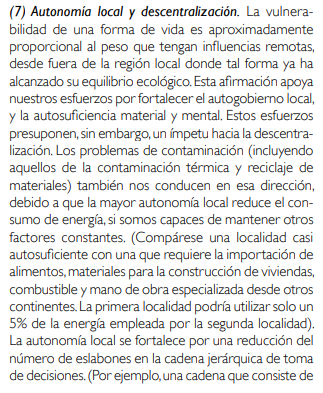 (7) Autonomía local y descentralización. La vulnera-
bilidad de una forma de vida es aproximadamente
proporcional al peso que tengan influencias remotas,
desde fuera de la región local donde tal forma ya ha
alcanzado su equilibrio ecológico. Esta afirmación apoya
nuestros esfuerzos por fortalecer el autogobierno local,
y la autosuficiencia material y mental. Estos esfuerzos
presuponen, sin embargo, un ímpetu hacia la descentra-
lización. Los problemas de contaminación (incluyendo
aquellos de la contaminación térmica y reciclaje de
materiales) también nos conducen en esa dirección,
debido a que la mayor autonomía local reduce el con-
sumo de energía, si somos capaces de mantener otros
factores constantes. (Compárese una localidad casi
autosuficiente con una que requiere la importación de
alimentos, materiales para la construcción de viviendas,
combustible y mano de obra especializada desde otros
continentes. La primera localidad podría utilizar solo un
5% de la energía empleada por la segunda localidad).
La autonomía local se fortalece por una reducción del
número de eslabones en la cadena jerárquica de toma
de decisiones. (Por ejemplo, una cadena que consiste de